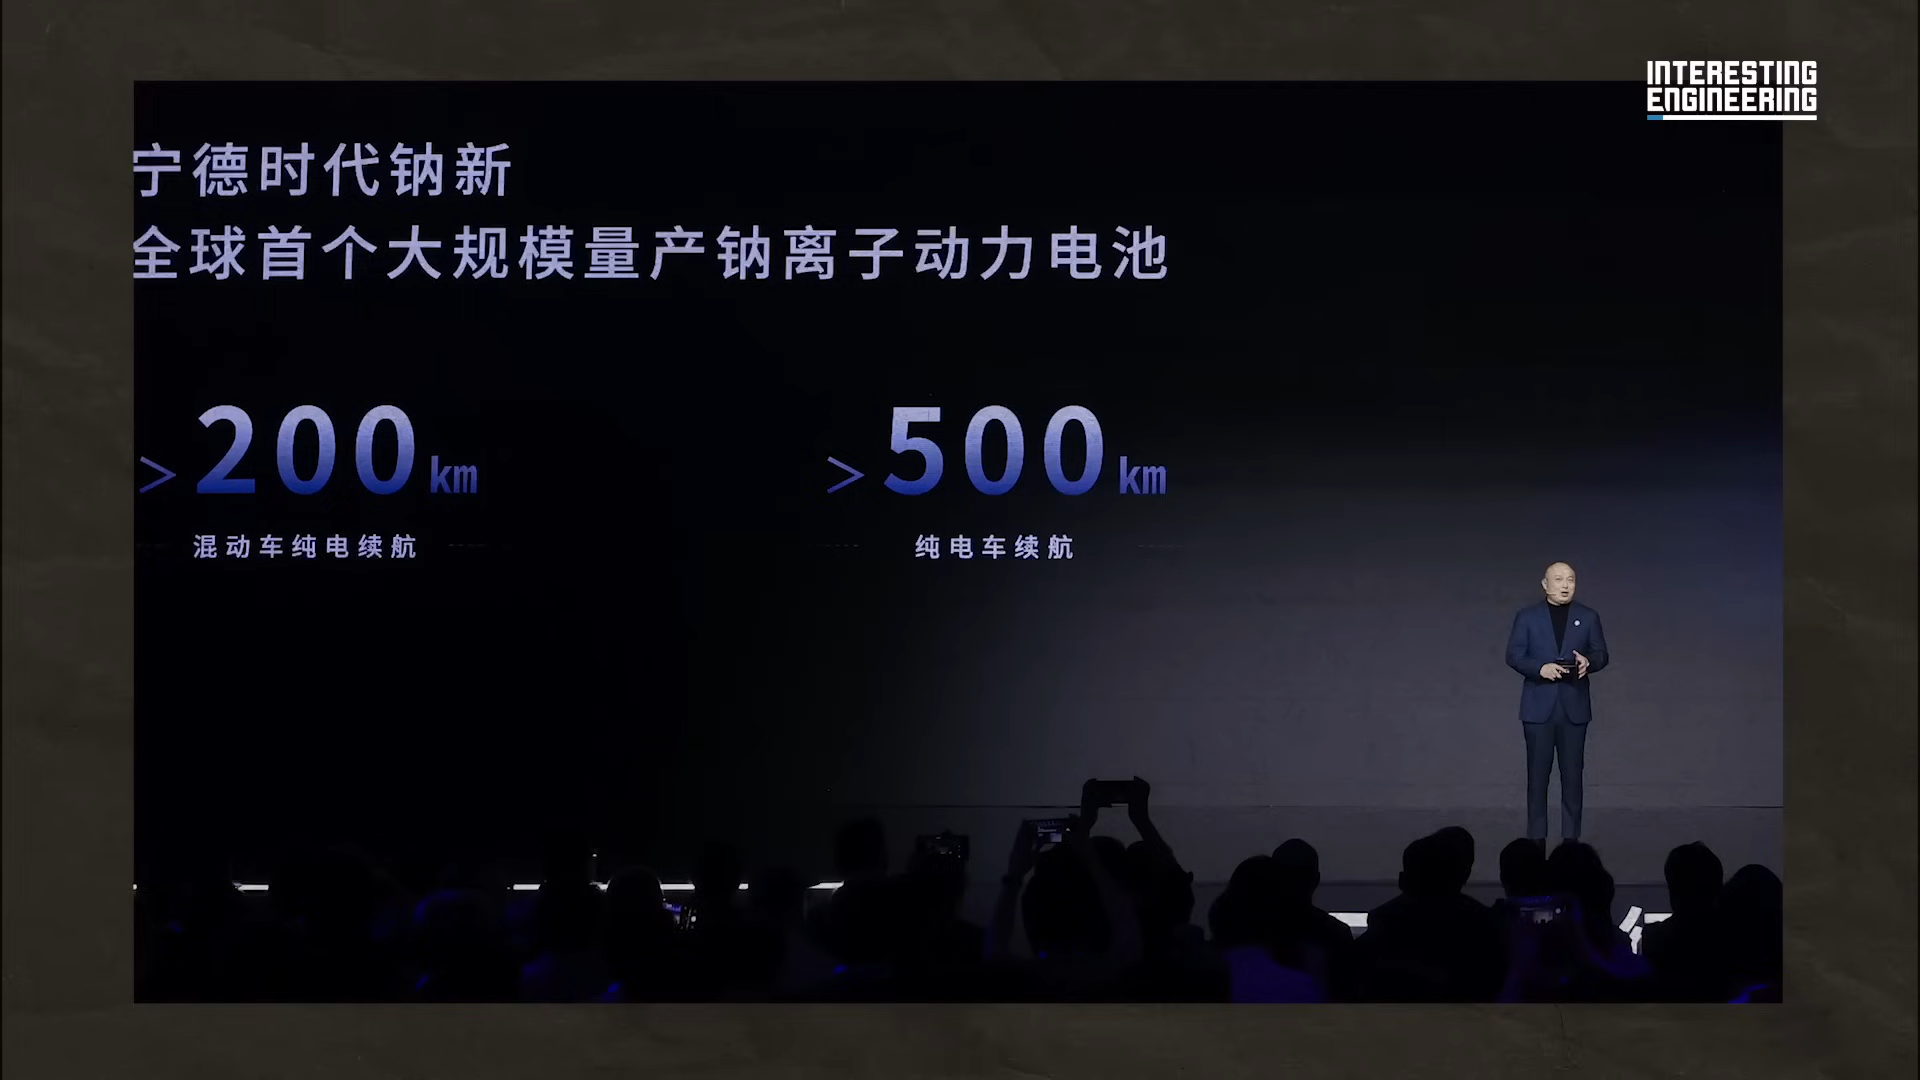 INTERESTING
ENGINEERING
宁德时代钠新
全球首个大规模量产钠离子动力电池
>200km
>500km
混动车纯电续航
纯电车续航